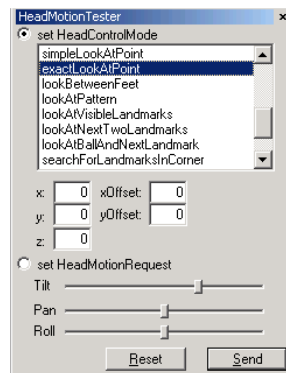 HeadMotionTester ×
set HeadControlMode
simpleLookAtPoint
exactLookAtPoint
lookBetweenFeet
lookAtPattern
lookAtVisibleLandmarks
lookAtNextTwoLandmarks
lookAtBallAndNextLandmark
searchForLandmarksInCorner
x: 0 xOffset: 0
y: 0 yOffset: 0
z: 0
set HeadMotionRequest
Tilt
Pan
Roll
Reset Send